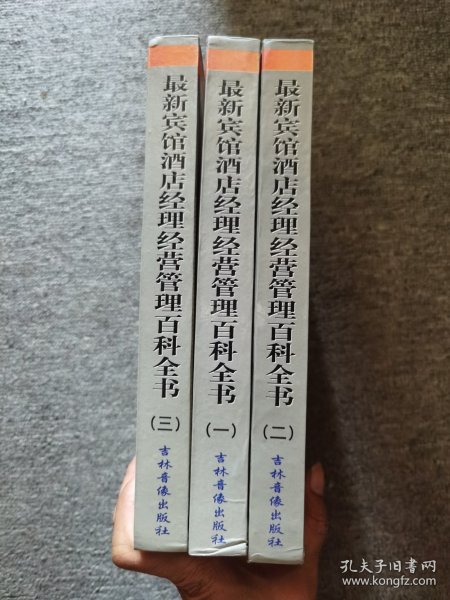 最新宾馆酒店经理经营管理百科全书
(三)
吉林音像出版社
最新宾馆酒店经理经营管理百科全书
(一)
吉林音像出版社
最新宾馆酒店经理经营管理百科全书
(二)
吉林音像出版社
孔夫子旧书网
www.kongfz.com